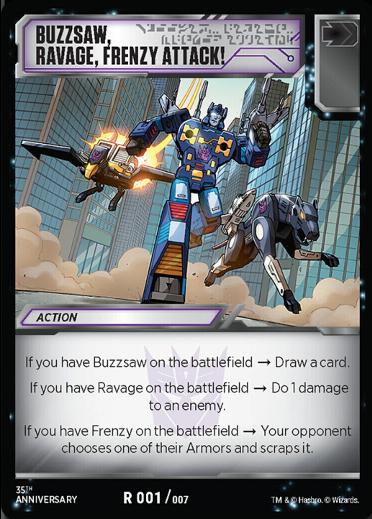 BUZZSAW,
RAVAGE, FRENZY ATTACK!
ACTION
If you have Buzzsaw on the battlefield → Draw a card.
If you have Ravage on the battlefield → Do 1 damage
to an enemy.
If you have Frenzy on the battlefield → Your opponent
chooses one of their Armors and scraps it.
35TH
ANNIVERSARY
R 001/007
TM & © Hasbro. © Wizards.